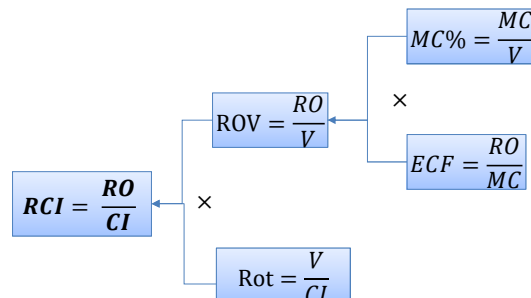 MC% = MC/V
×
ROV = RO/V
ECF = RO/MC
RCI = RO/CI
×
Rot = V/CI